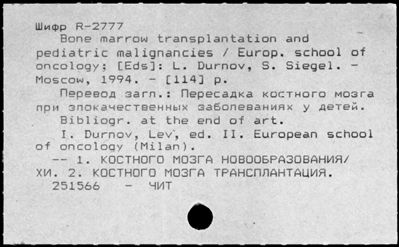 Шифр R-2777
Bone marrow transplantation and
pediatric malignancies / Europ. school of
oncology; [Eds]: L. Durnov, S. Siegel. -
Moscow, 1994. - [114] p.
Перевод загл.: Пересадка костного мозга
при злокачественных заболеваниях у детей.
Bibliogr. at the end of art.
I. Durnov, Lev, ed. II. European school
of oncology (Milan).
-- 1. КОСТНОГО МОЗГА НОВООБРАЗОВАНИЯ/
ХИ. 2. КОСТНОГО МОЗГА ТРАНСПЛАНТАЦИЯ.
251566 - ЧИТ